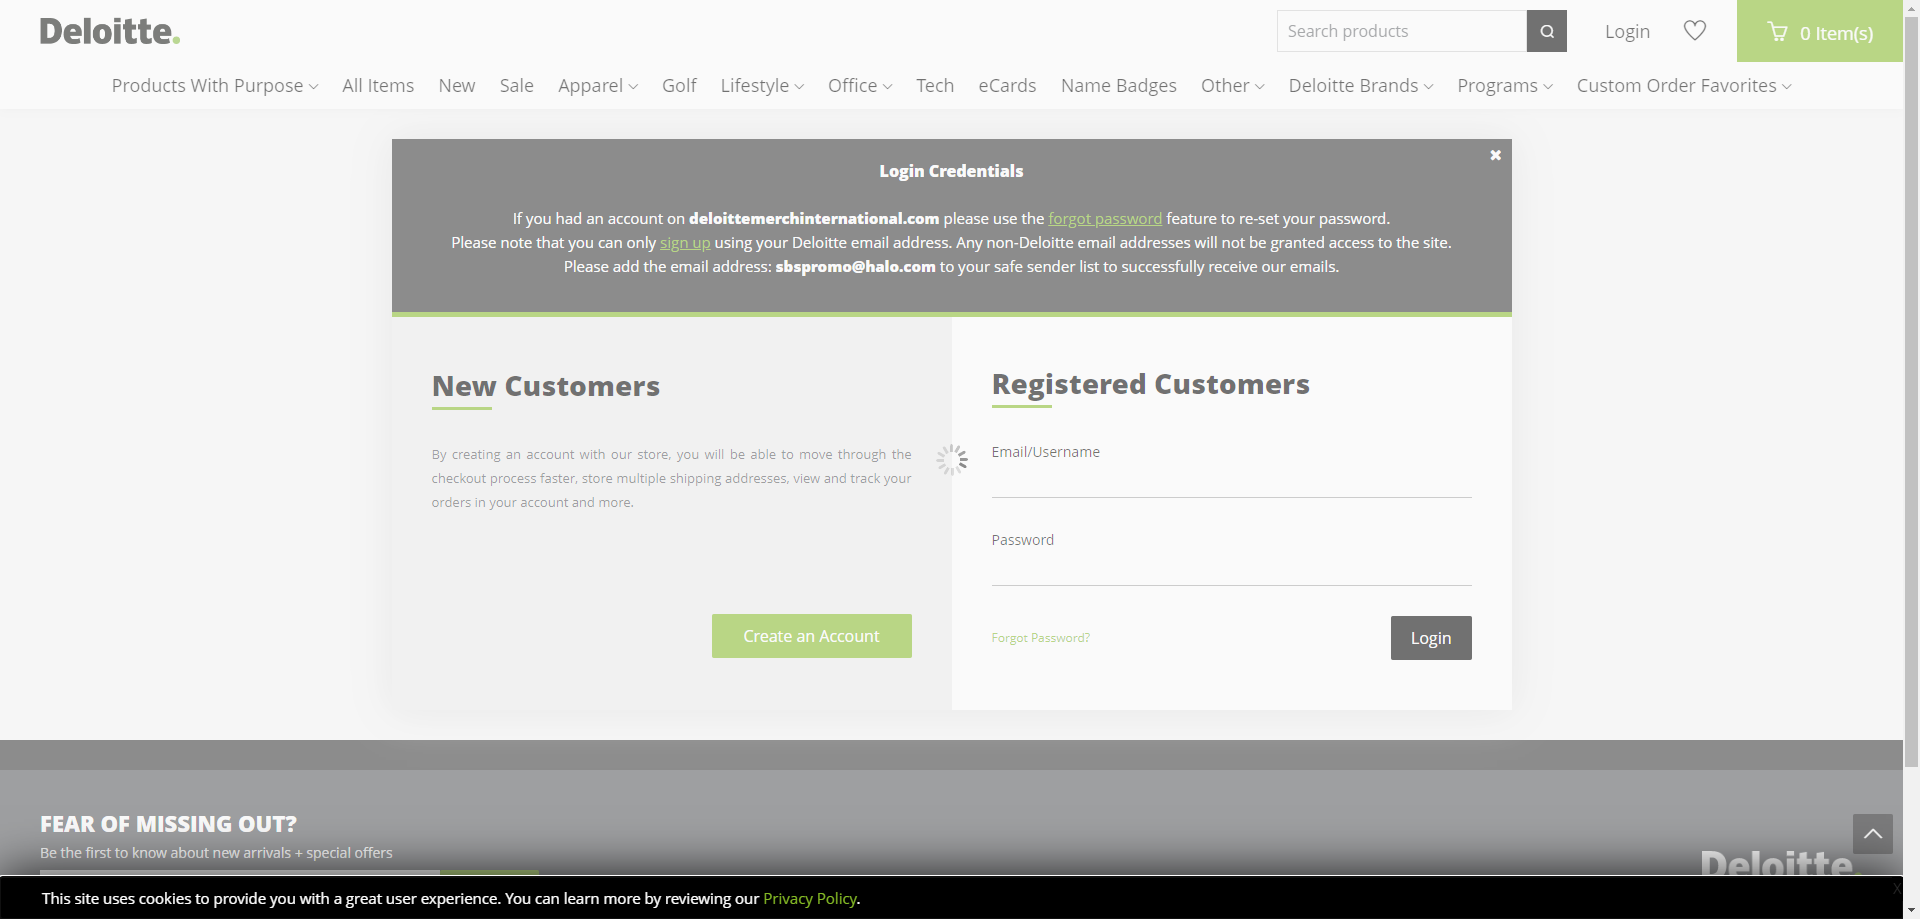 Deloitte.
Search products
Login
0 Item(s)
Products With Purpose
All Items
New
Sale
Apparel
Golf
Lifestyle
Office
Tech
eCards
Name Badges
Other
Deloitte Brands
Programs
Custom Order Favorites
Login Credentials
If you had an account on deloittemerchinternational.com please use the forgot password feature to re-set your password.
Please note that you can only sign up using your Deloitte email address. Any non-Deloitte email addresses will not be granted access to the site.
Please add the email address: sbspromo@halo.com to your safe sender list to successfully receive our emails.
New Customers
By creating an account with our store, you will be able to move through the
checkout process faster, store multiple shipping addresses, view and track your
orders in your account and more.
Create an Account
Registered Customers
Email/Username
Password
Forgot Password?
Login
FEAR OF MISSING OUT?
Be the first to know about new arrivals + special offers
Deloitte.
This site uses cookies to provide you with a great user experience. You can learn more by reviewing our Privacy Policy.
X